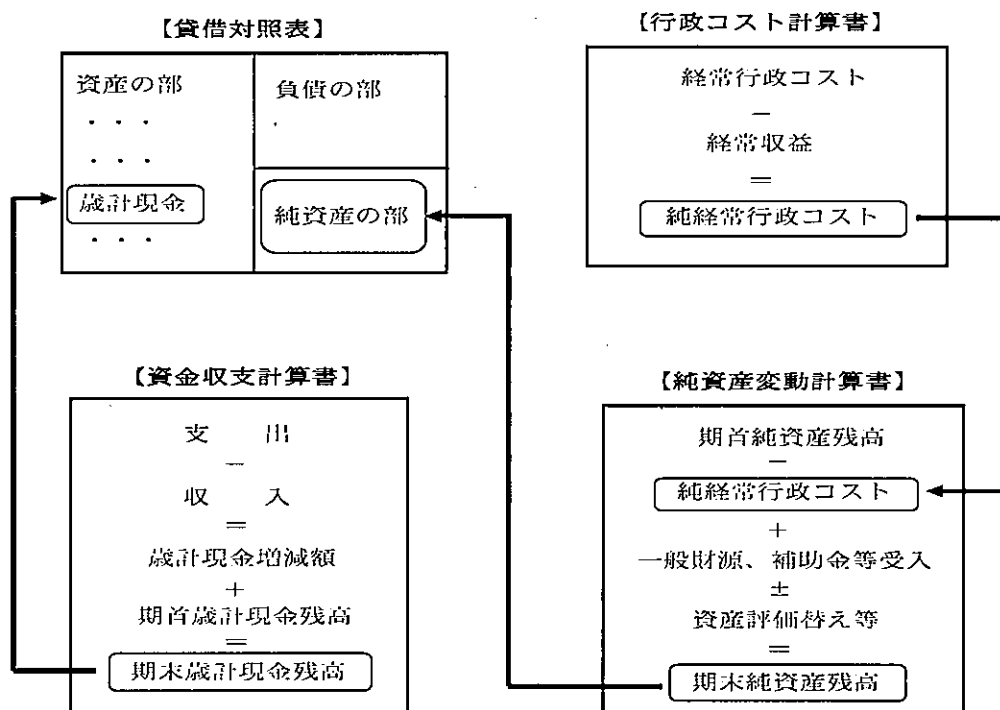 【貸借対照表】
資産の部
・・・
・・・
歳計現金
・・・
負債の部
・
純資産の部
【行政コスト計算書】
経常行政コスト
－
経常収益
＝
純経常行政コスト
【資金収支計算書】
支　出
－
収　入
＝
歳計現金増減額
＋
期首歳計現金残高
＝
期末歳計現金残高
【純資産変動計算書】
期首純資産残高
－
純経常行政コスト
＋
一般財源、補助金等受入
±
資産評価替え等
＝
期末純資産残高